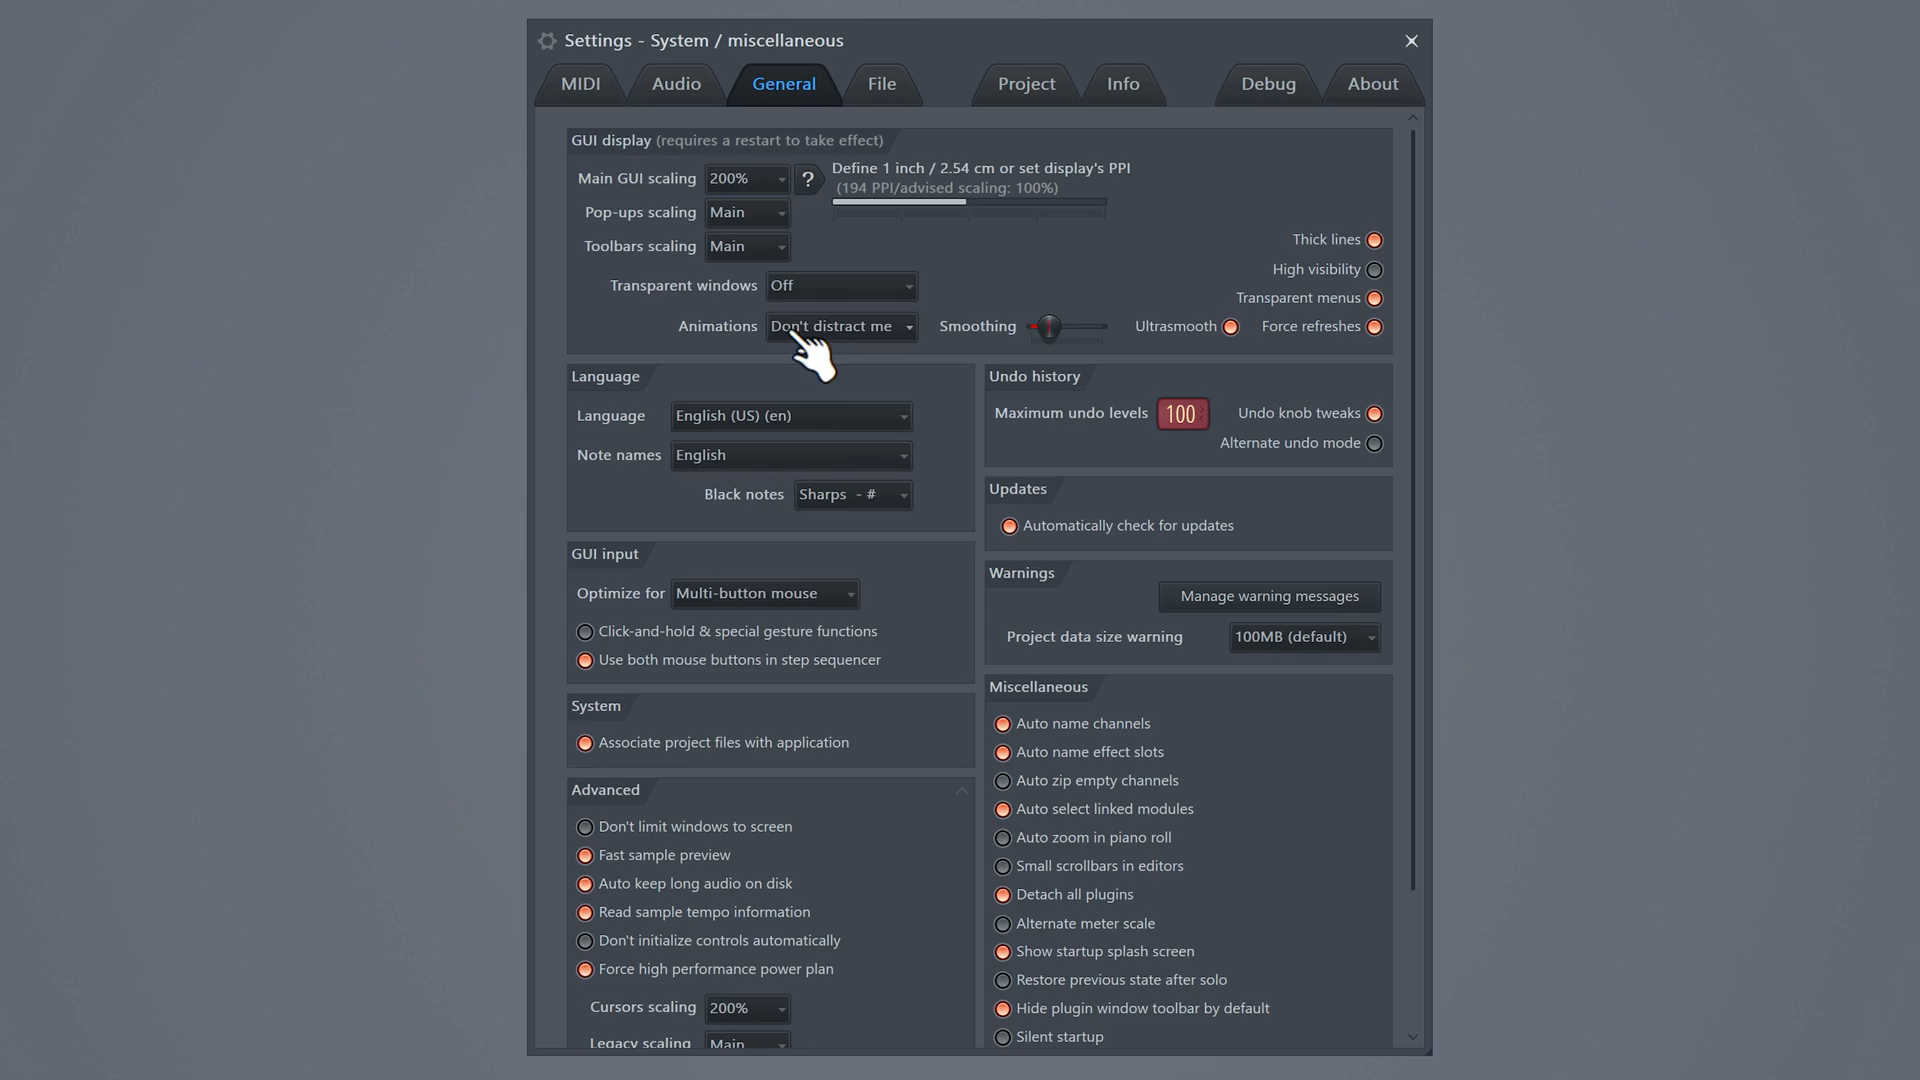 Settings - System / miscellaneous
MIDI Audio General File Project Info Debug About
GUI display (requires a restart to take effect)
Main GUI scaling 200% ? Define 1 inch / 2.54 cm or set display's PPI
(194 PPI/advised scaling: 100%)
Pop-ups scaling Main
Toolbars scaling Main
Thick lines
High visibility
Transparent windows Off
Transparent menus
Animations Don't distract me Smoothing Ultrasmooth Force refreshes
Language
Language English (US) (en)
Note names English
Black notes Sharps - #
GUI input
Optimize for Multi-button mouse
Click-and-hold & special gesture functions
Use both mouse buttons in step sequencer
System
Associate project files with application
Advanced
Don't limit windows to screen
Fast sample preview
Auto keep long audio on disk
Read sample tempo information
Don't initialize controls automatically
Force high performance power plan
Cursors scaling 200%
Legacy scaling Main
Undo history
Maximum undo levels 100 Undo knob tweaks
Alternate undo mode
Updates
Automatically check for updates
Warnings
Manage warning messages
Project data size warning 100MB (default)
Miscellaneous
Auto name channels
Auto name effect slots
Auto zip empty channels
Auto select linked modules
Auto zoom in piano roll
Small scrollbars in editors
Detach all plugins
Alternate meter scale
Show startup splash screen
Restore previous state after solo
Hide plugin window toolbar by default
Silent startup